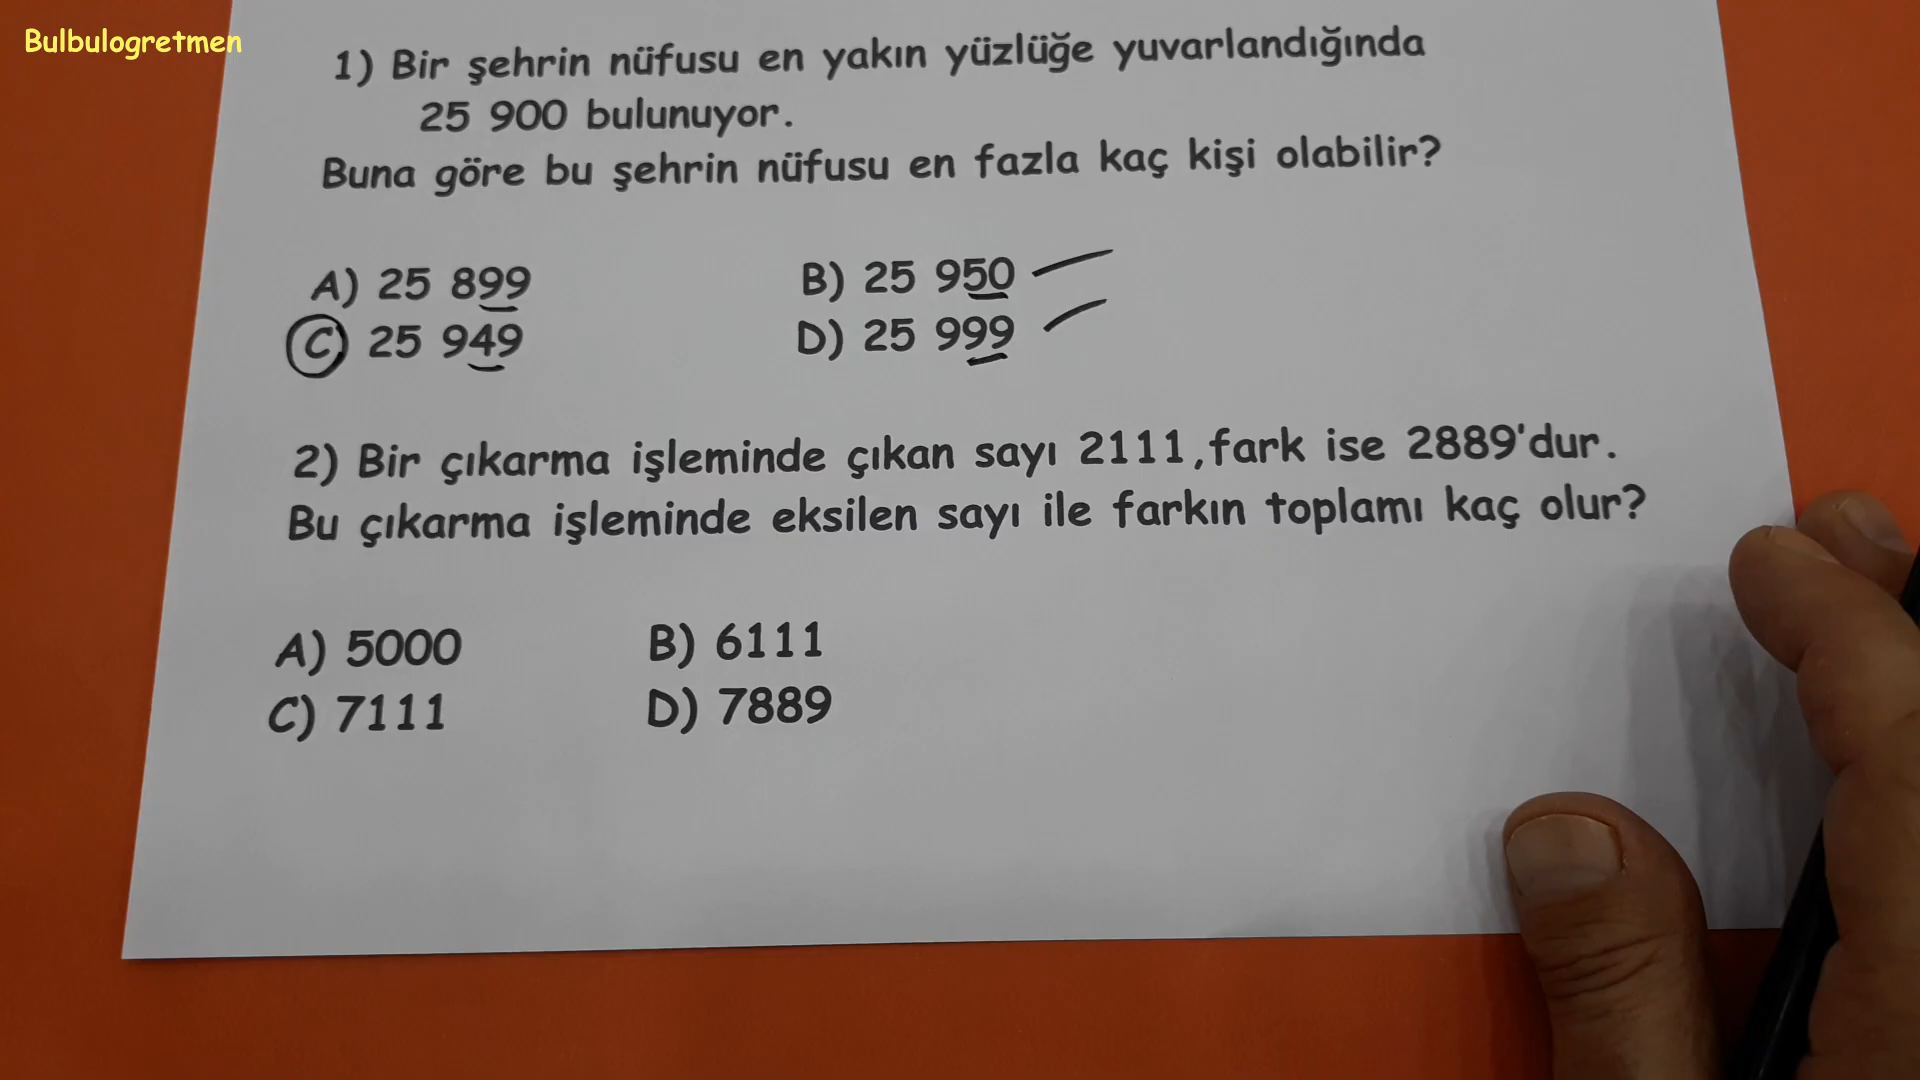 Bulbulogretmen
1) Bir şehrin nüfusu en yakın yüzlüğe yuvarlandığında
25 900 bulunuyor.
Buna göre bu şehrin nüfusu en fazla kaç kişi olabilir?
A) 25 899 B) 25 950
C) 25 949 D) 25 999
2) Bir çıkarma işleminde çıkan sayı 2111,fark ise 2889'dur.
Bu çıkarma işleminde eksilen sayı ile farkın toplamı kaç olur?
A) 5000 B) 6111
C) 7111 D) 7889